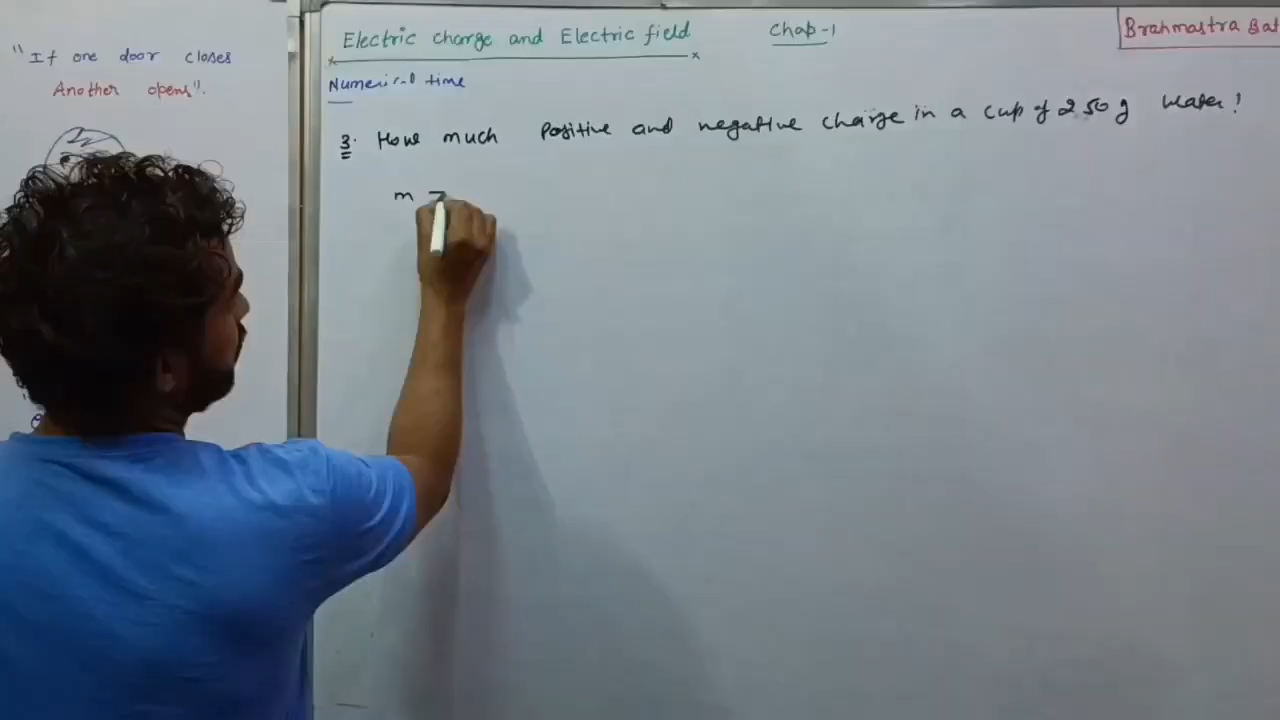 "If one door closes
Another opens".
Electric charge and Electric field
Chap-1
Brahmastra Bat
Numerical time
3. How much positive and negative charge in a cup of 250 g water!
m =